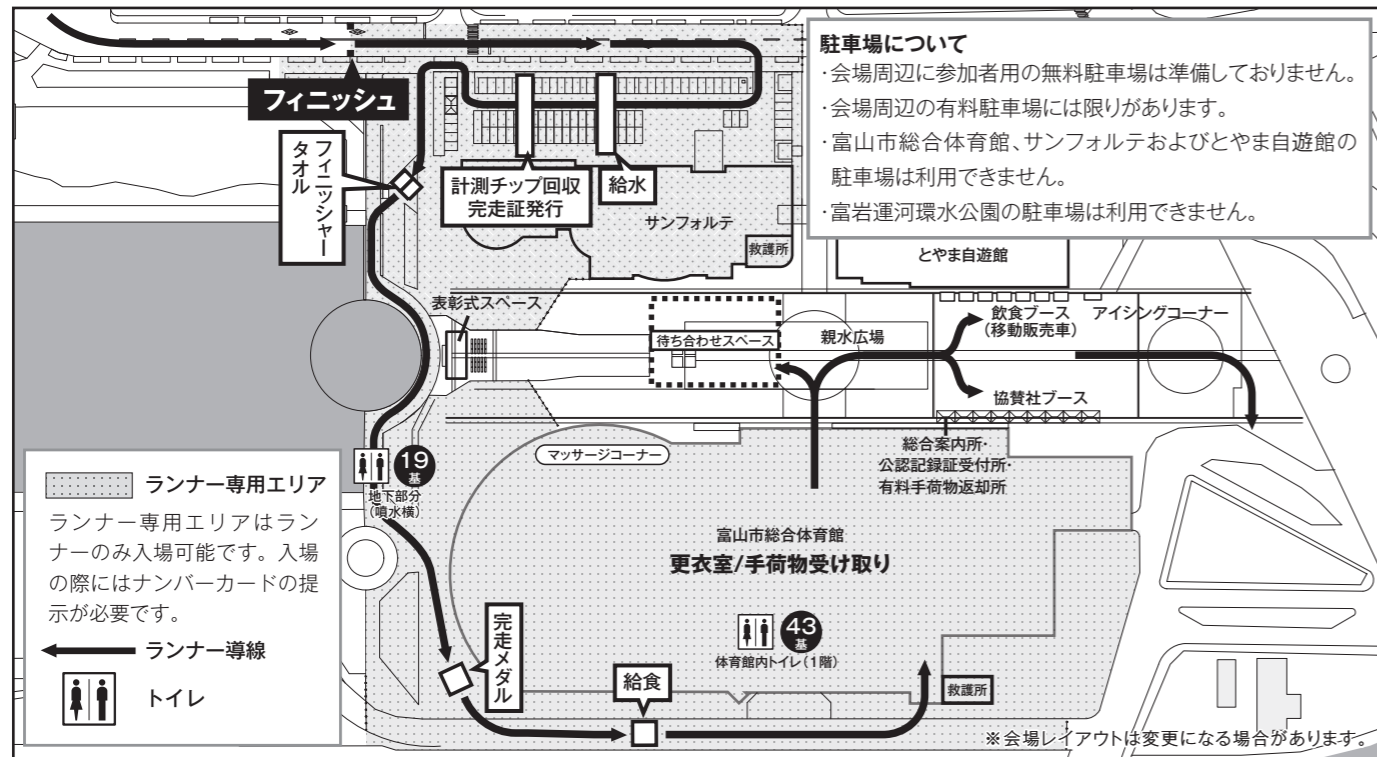 駐車場について
・会場周辺に参加者用の無料駐車場は準備しておりません。
・会場周辺の有料駐車場には限りがあります。
・富山市総合体育館、サンフォルテおよびとやま自遊館の
駐車場は利用できません。
・富岩運河環水公園の駐車場は利用できません。
フィニッシュ
フィニッシャー
タオル
計測チップ回収
完走証発行
給水
サンフォルテ
救護所
とやま自遊館
表彰式スペース
待ち合わせスペース
親水広場
飲食ブース
(移動販売車)
アイシングコーナー
協賛社ブース
総合案内所・
公認記録証受付所・
有料手荷物返却所
マッサージコーナー
19
基
地下部分
(噴水横)
富山市総合体育館
更衣室/手荷物受け取り
43
基
体育館内トイレ(1階)
完走メダル
給食
救護所
ランナー専用エリア
ランナー専用エリアはラン
ナーのみ入場可能です。入場
の際にはナンバーカードの提
示が必要です。
ランナー導線
トイレ
※会場レイアウトは変更になる場合があります。